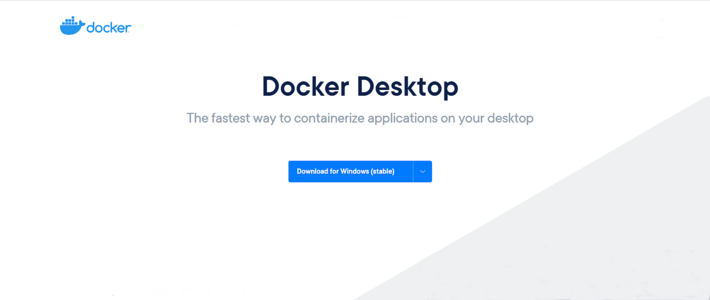 docker
Docker Desktop
The fastest way to containerize applications on your desktop
Download for Windows (stable)